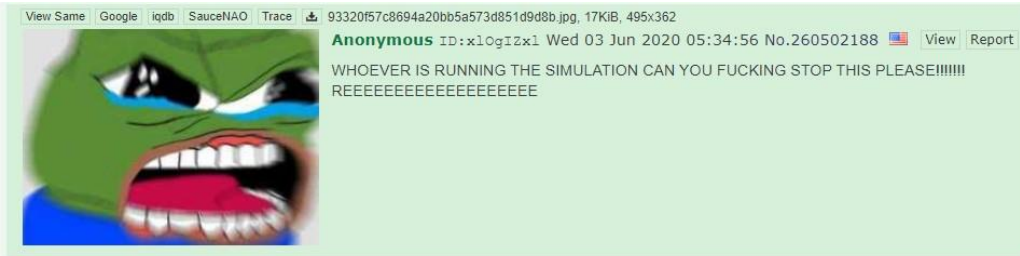 View Same Google iqdb SauceNAO Trace 93320f57c8694a20bb5a573d851d9d8b.jpg, 17KiB, 495x362
Anonymous ID:xlOgIZxl Wed 03 Jun 2020 05:34:56 No.260502188 View Report
WHOEVER IS RUNNING THE SIMULATION CAN YOU FUCKING STOP THIS PLEASE!!!!!!!
REEEEEEEEEEEEEEEEEEEE